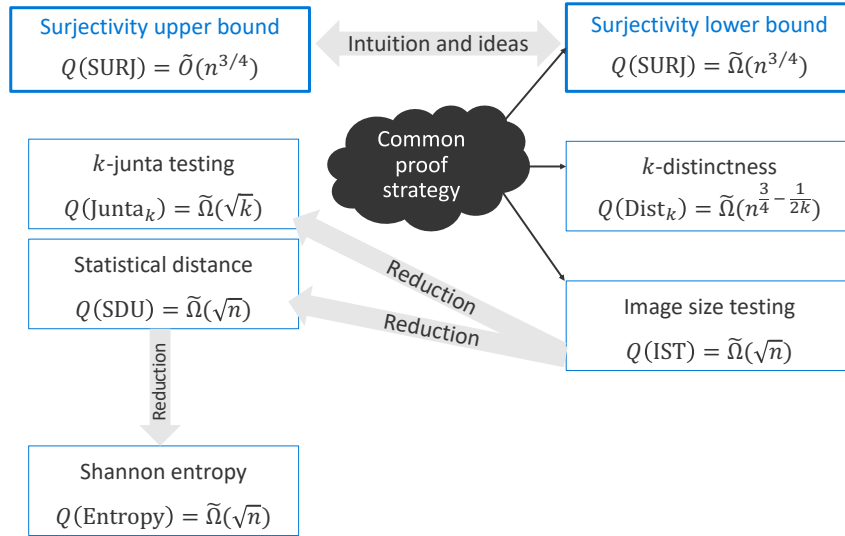 Surjectivity upper bound
Q(SURJ) = Õ(n^{3/4})
Intuition and ideas
Surjectivity lower bound
Q(SURJ) = Ω̃(n^{3/4})
Common
proof
strategy
k-junta testing
Q(Junta_k) = Ω̃(√k)
k-distinctness
Q(Dist_k) = Ω̃(n^{3/4 − 1/2k})
Statistical distance
Q(SDU) = Ω̃(√n)
Reduction
Reduction
Image size testing
Q(IST) = Ω̃(√n)
Reduction
Shannon entropy
Q(Entropy) = Ω̃(√n)